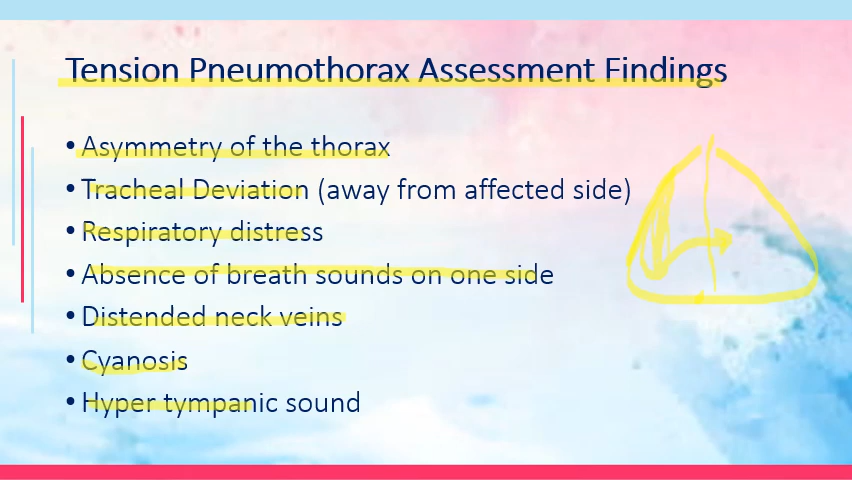 Tension Pneumothorax Assessment Findings
• Asymmetry of the thorax
• Tracheal Deviation (away from affected side)
• Respiratory distress
• Absence of breath sounds on one side
• Distended neck veins
• Cyanosis
• Hyper tympanic sound